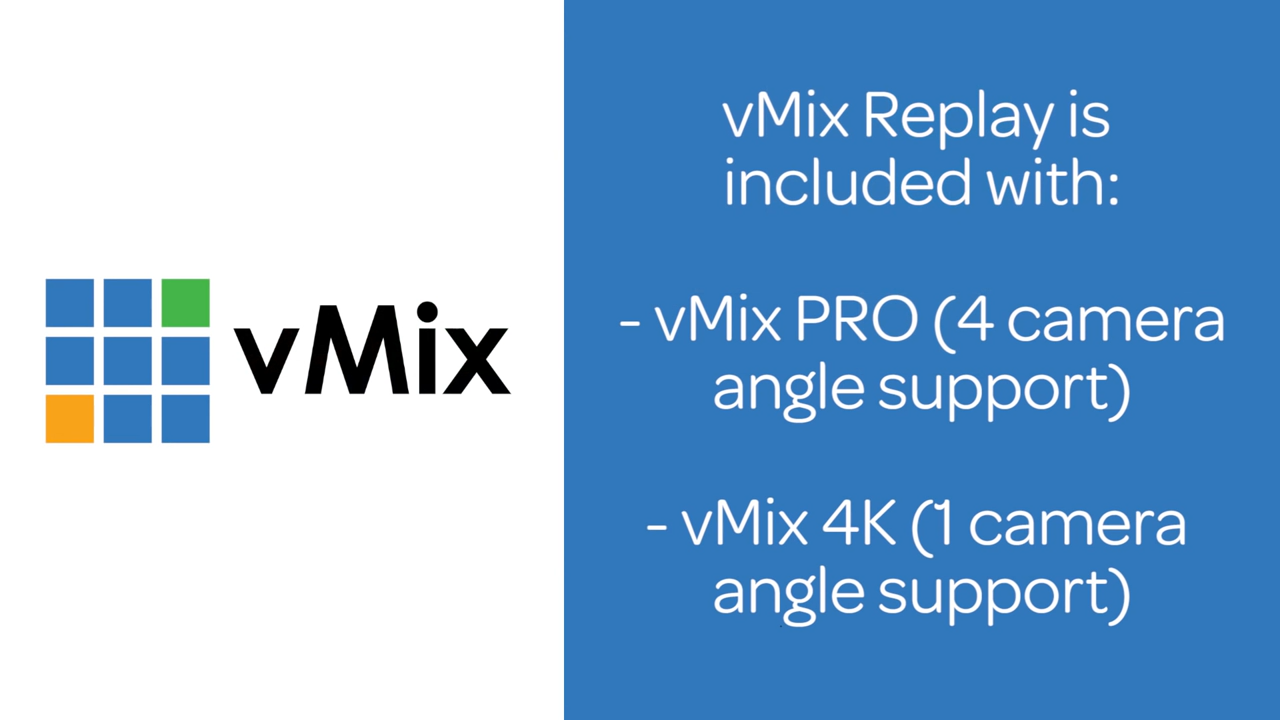 vMix
vMix Replay is
included with:
- vMix PRO (4 camera
angle support)
- vMix 4K (1 camera
angle support)